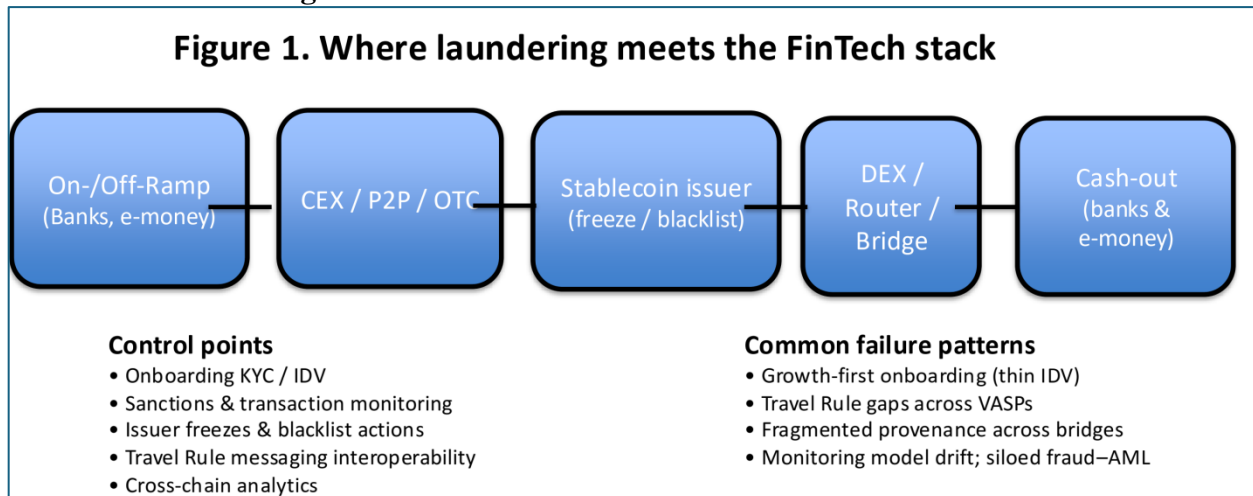 Figure 1. Where laundering meets the FinTech stack
On-/Off-Ramp
(Banks, e-money)
CEX / P2P / OTC
Stablecoin issuer
(freeze / blacklist)
DEX /
Router /
Bridge
Cash-out
(banks &
e-money)
Control points
• Onboarding KYC / IDV
• Sanctions & transaction monitoring
• Issuer freezes & blacklist actions
• Travel Rule messaging interoperability
• Cross-chain analytics
Common failure patterns
• Growth-first onboarding (thin IDV)
• Travel Rule gaps across VASPs
• Fragmented provenance across bridges
• Monitoring model drift; siloed fraud–AML